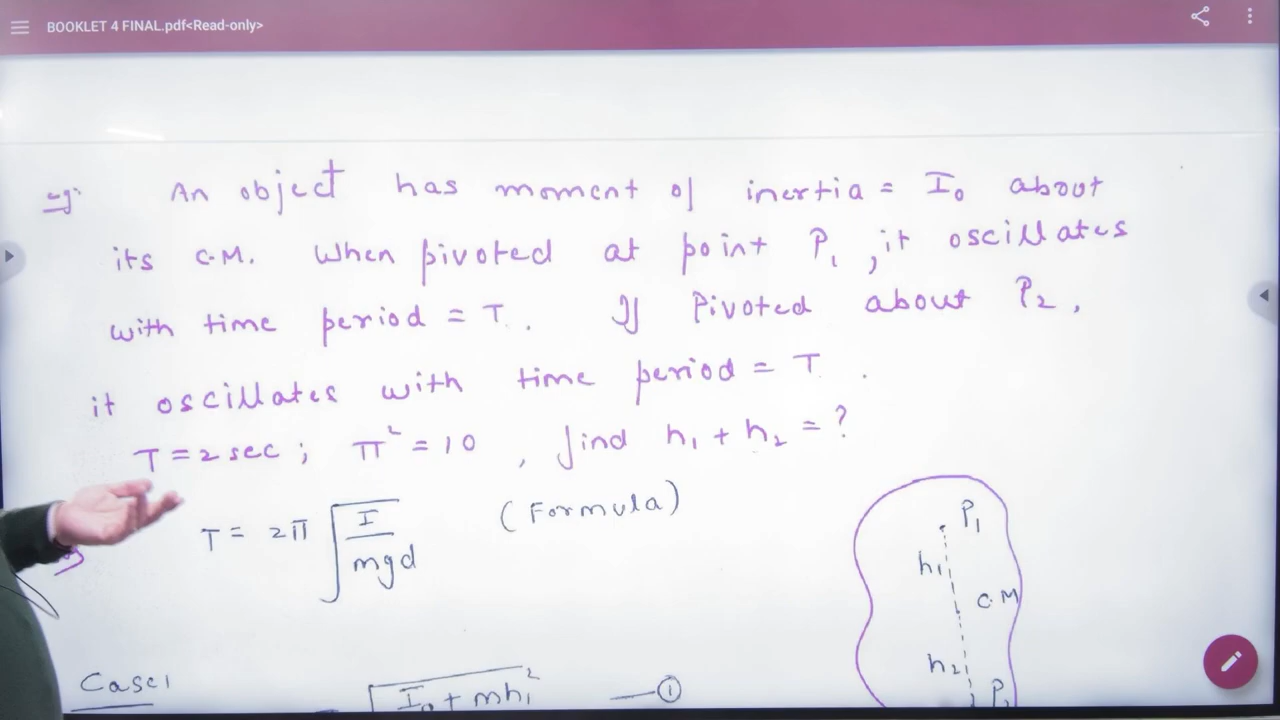 BOOKLET 4 FINAL.pdf<Read-only>
eg: An object has moment of inertia = I₀ about
its C.M. When pivoted at point P₁, it oscillates
with time period = T. If Pivoted about P₂,
it oscillates with time period = T.
T = 2 sec ; π² = 10 , find h₁ + h₂ = ?
T = 2π √(I/mgd) (Formula)
P₁
h₁
C.M
h₂
Case 1
I₀ + mh₁² — ①